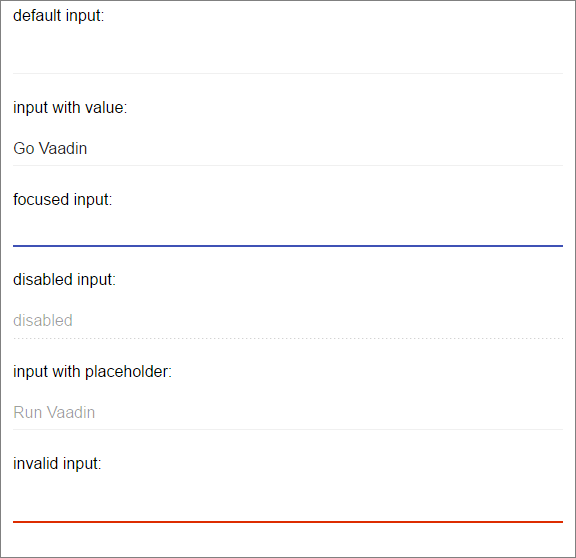 default input:
input with value:
Go Vaadin
focused input:
disabled input:
disabled
input with placeholder:
Run Vaadin
invalid input: